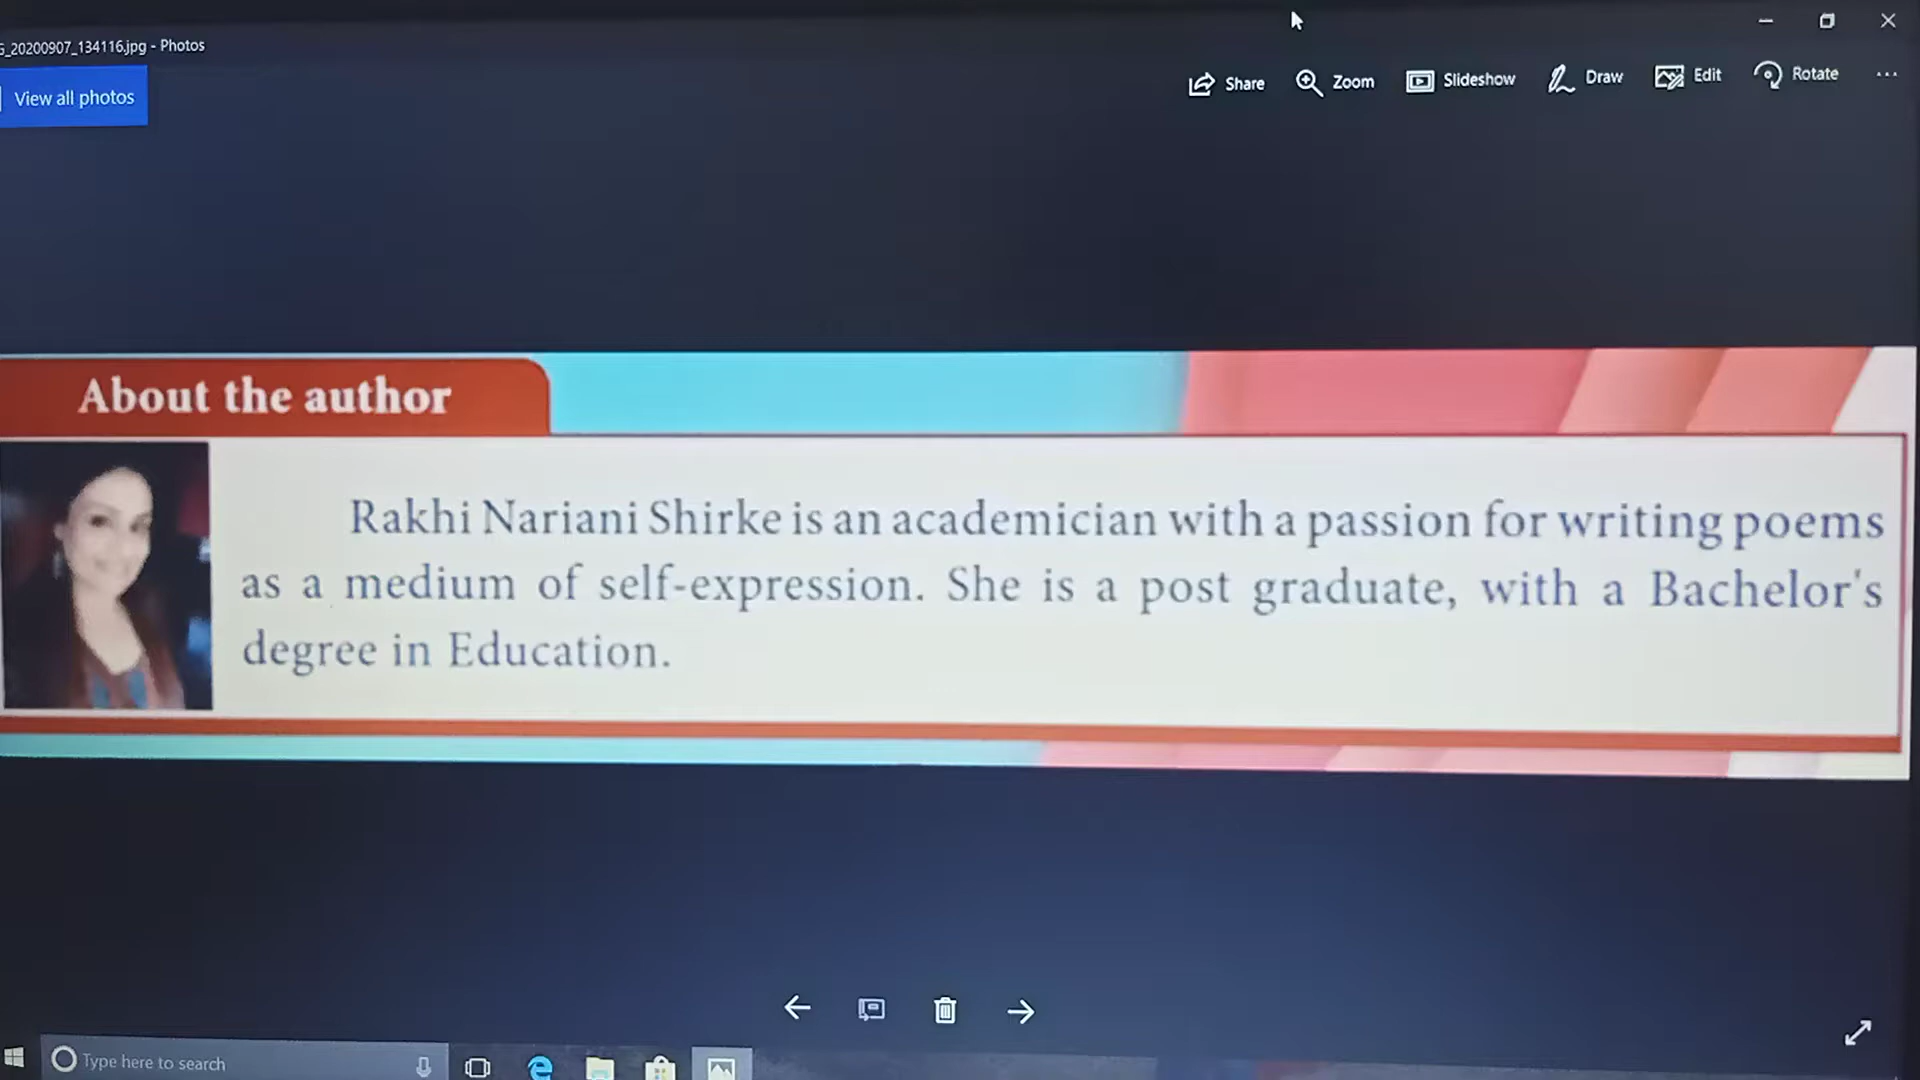 _20200907_134116.jpg - Photos
View all photos
Share Zoom Slideshow Draw Edit Rotate ...
About the author
Rakhi Nariani Shirke is an academician with a passion for writing poems
as a medium of self-expression. She is a post graduate, with a Bachelor's
degree in Education.
Type here to search